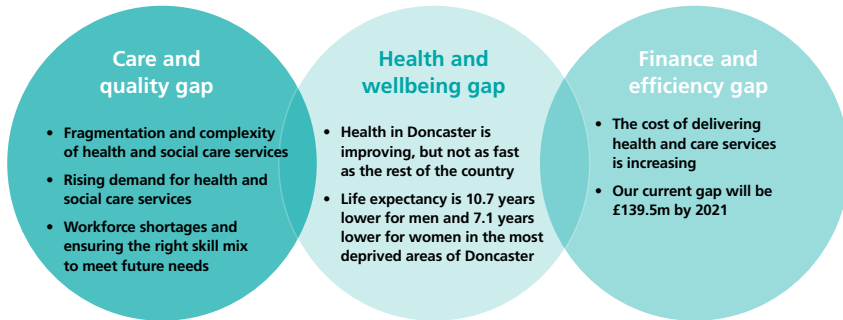 Care and
quality gap
• Fragmentation and complexity
of health and social care services
• Rising demand for health and
social care services
• Workforce shortages and
ensuring the right skill mix
to meet future needs
Health and
wellbeing gap
• Health in Doncaster is
improving, but not as fast
as the rest of the country
• Life expectancy is 10.7 years
lower for men and 7.1 years
lower for women in the most
deprived areas of Doncaster
Finance and
efficiency gap
• The cost of delivering
health and care services
is increasing
• Our current gap will be
£139.5m by 2021